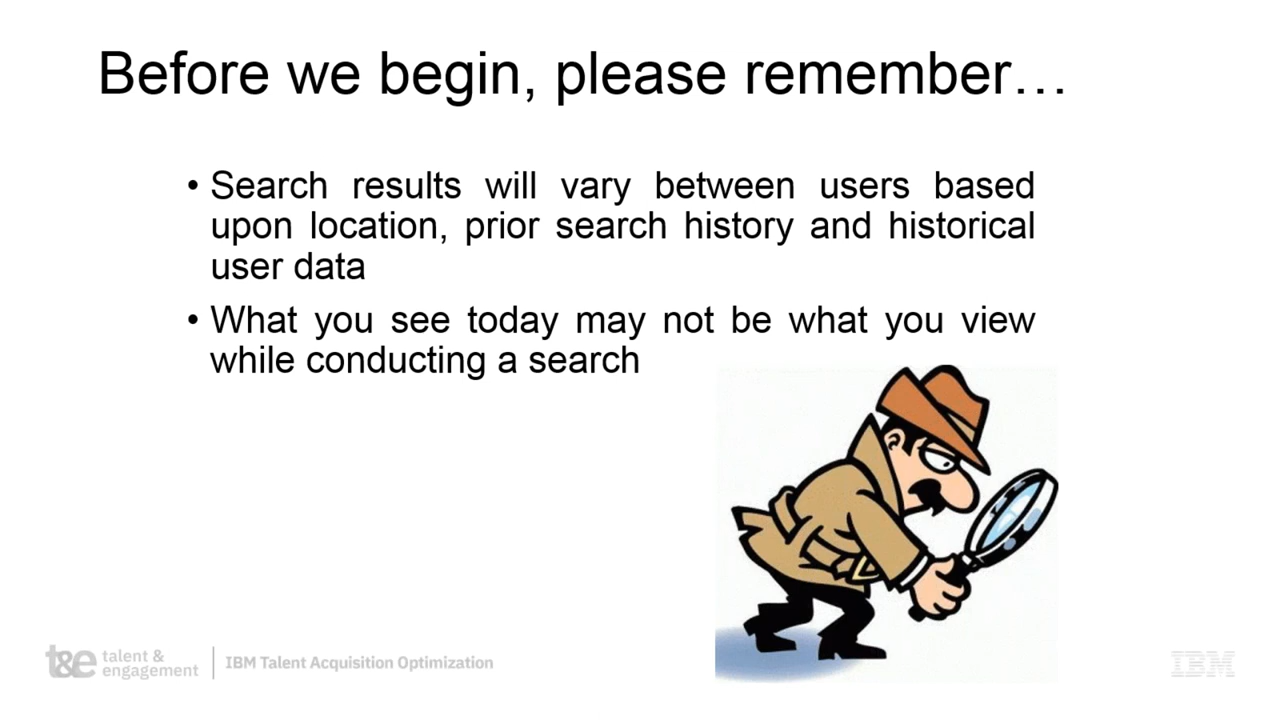 Before we begin, please remember…
• Search results will vary between users based
upon location, prior search history and historical
user data
• What you see today may not be what you view
while conducting a search
t&e talent &
engagement
IBM Talent Acquisition Optimization
IBM